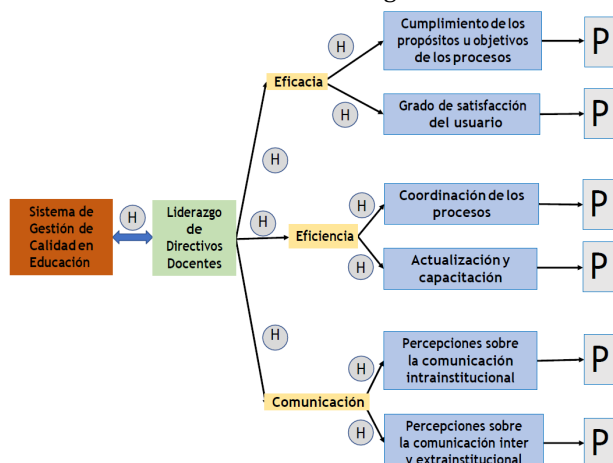 Cumplimiento de los
propósitos u objetivos
de los procesos
P
H
Eficacia
H
Grado de satisfacción
del usuario
P
H
Sistema de
Gestión de
Calidad en
Educación
H
Liderazgo
de
Directivos
Docentes
H
Eficiencia
H
Coordinación de los
procesos
P
H
Actualización y
capacitación
P
H
Comunicación
H
Percepciones sobre
la comunicación
intrainstitucional
P
H
Percepciones sobre
la comunicación inter
y extrainstitucional
P